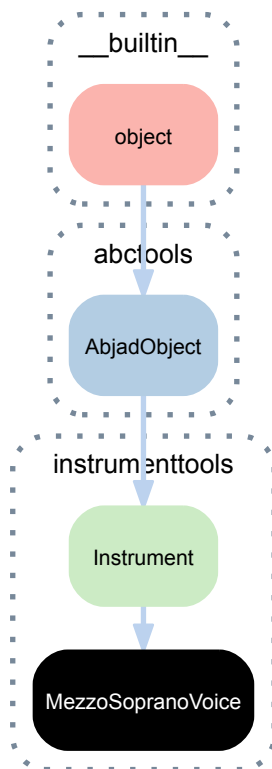 __builtin__
object
abctools
AbjadObject
instrumenttools
Instrument
MezzoSopranoVoice